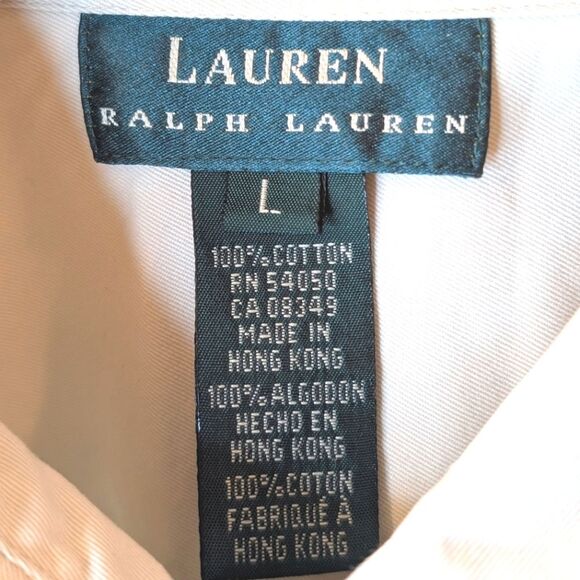 LAUREN
RALPH LAUREN
L
100% COTTON
RN 54050
CA 08349
MADE IN
HONG KONG
100% ALGODON
HECHO EN
HONG KONG
100% COTON
FABRIQUÉ À
HONG KONG